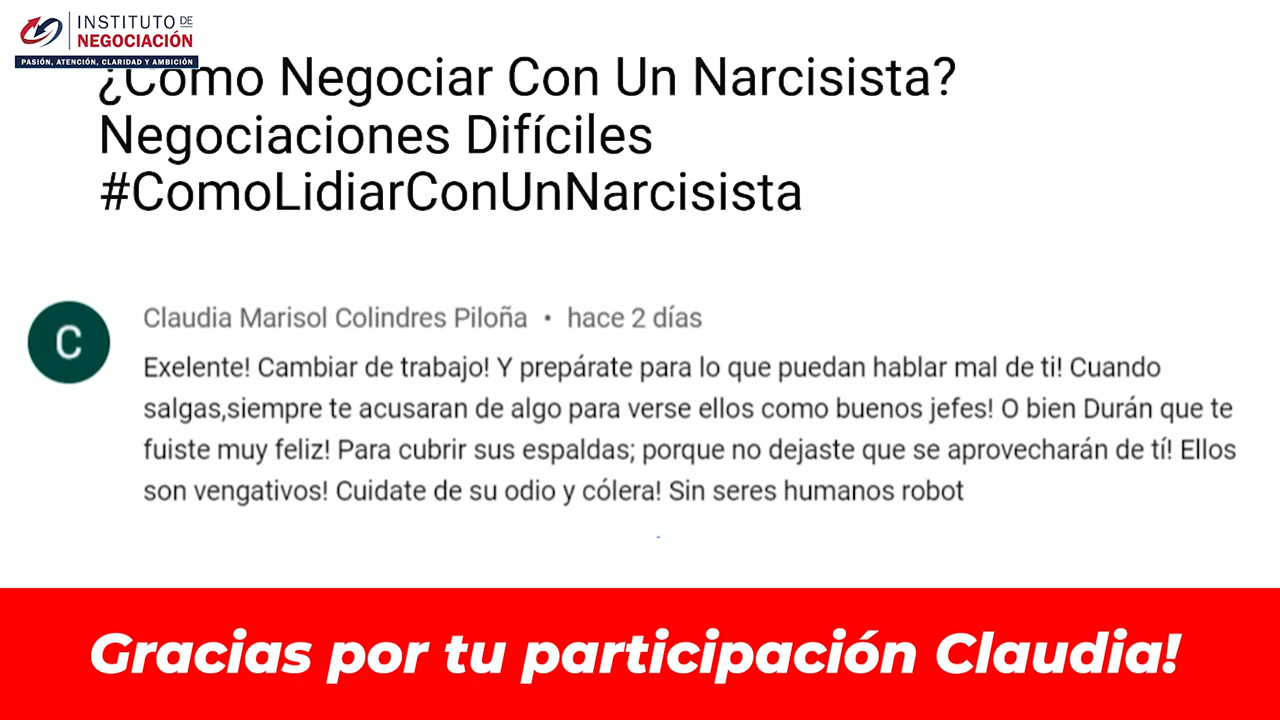 INSTITUTO DE
NEGOCIACIÓN
PASIÓN, ATENCIÓN, CLARIDAD Y AMBICIÓN
¿Cómo Negociar Con Un Narcisista?
Negociaciones Difíciles
#ComoLidiarConUnNarcisista
C
Claudia Marisol Colindres Piloña • hace 2 días
Exelente! Cambiar de trabajo! Y prepárate para lo que puedan hablar mal de ti! Cuando
salgas,siempre te acusaran de algo para verse ellos como buenos jefes! O bien Durán que te
fuiste muy feliz! Para cubrir sus espaldas; porque no dejaste que se aprovecharán de tí! Ellos
son vengativos! Cuidate de su odio y cólera! Sin seres humanos robot
Gracias por tu participación Claudia!